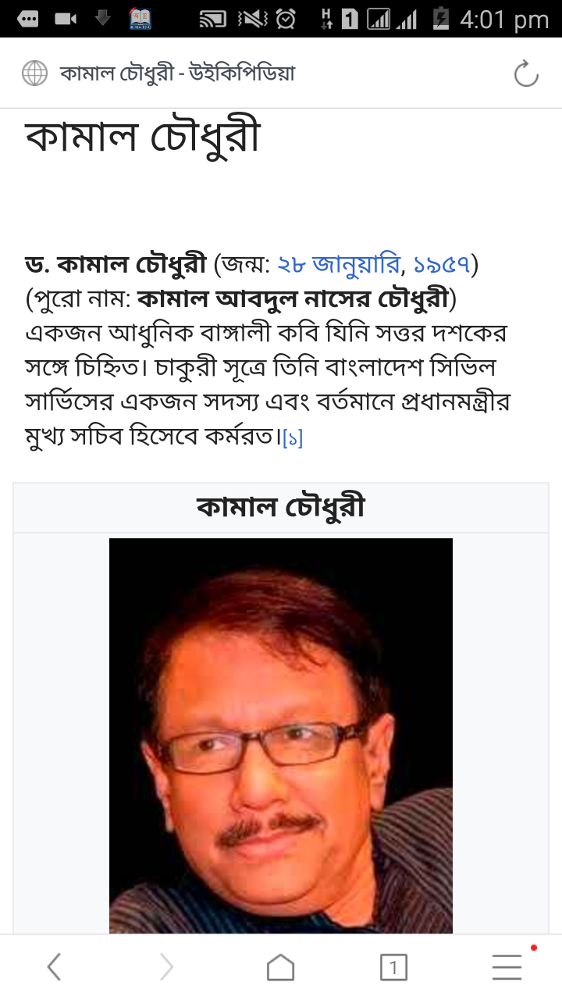 H 1 4:01 pm
কামাল চৌধুরী - উইকিপিডিয়া
কামাল চৌধুরী
ড. কামাল চৌধুরী (জন্ম: ২৮ জানুয়ারি, ১৯৫৭)
(পুরো নাম: কামাল আবদুল নাসের চৌধুরী)
একজন আধুনিক বাঙ্গালী কবি যিনি সত্তর দশকের
সঙ্গে চিহ্নিত। চাকুরী সূত্রে তিনি বাংলাদেশ সিভিল
সার্ভিসের একজন সদস্য এবং বর্তমানে প্রধানমন্ত্রীর
মুখ্য সচিব হিসেবে কর্মরত।[১]
কামাল চৌধুরী
1